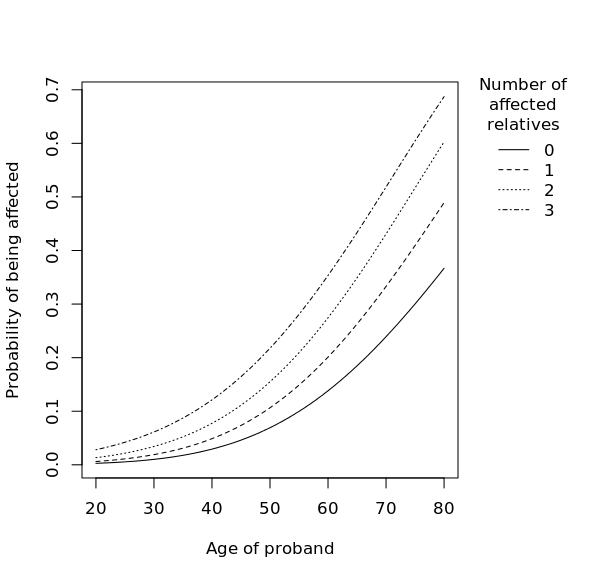 Number of
affected
relatives
0
1
2
3
Probability of being affected
0.7
0.6
0.5
0.4
0.3
0.2
0.1
0.0
20 30 40 50 60 70 80
Age of proband